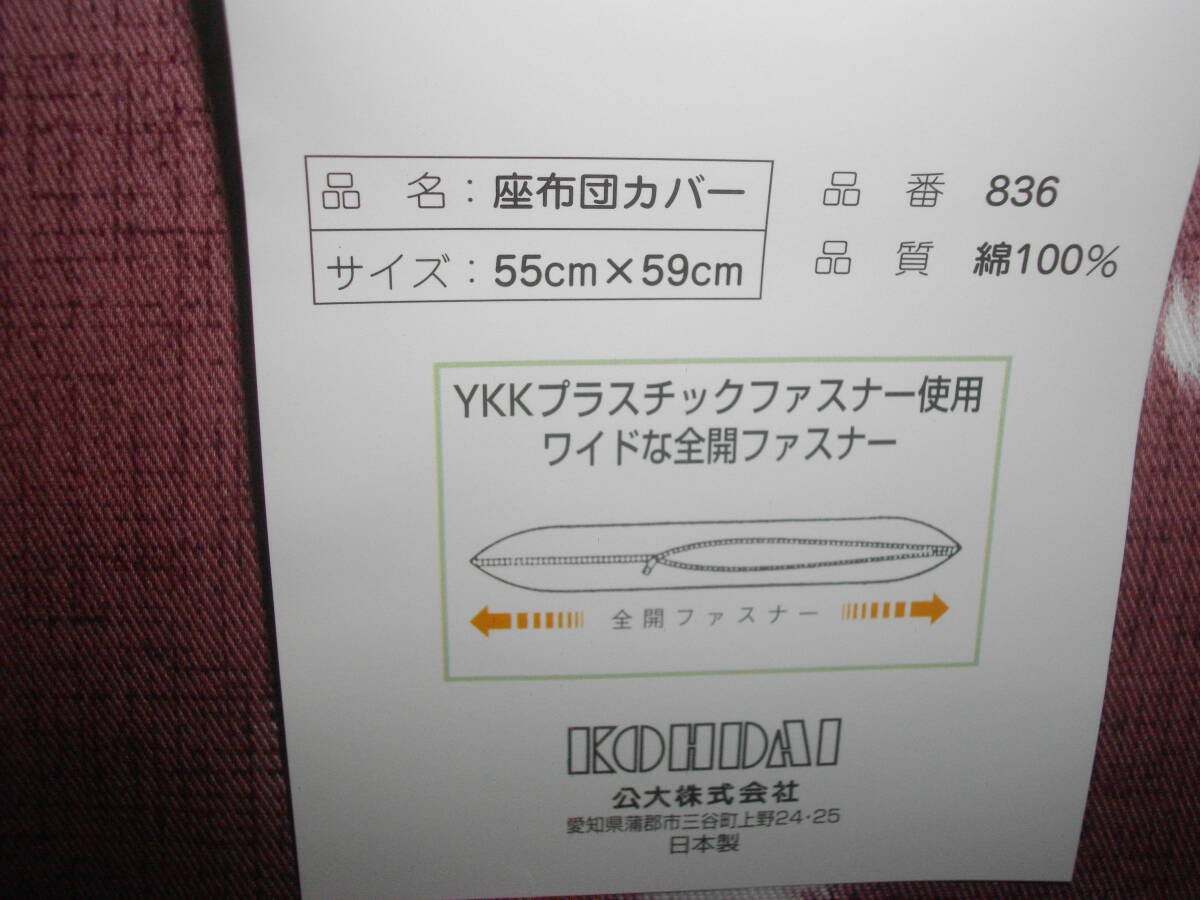 品 名：座布団カバー
サイズ：55cm×59cm
品 番 836
品 質 綿100%
YKKプラスチックファスナー使用
ワイドな全開ファスナー
全開ファスナー
KOHDAI
公大株式会社
愛知県蒲郡市三谷町上野24・25
日本製